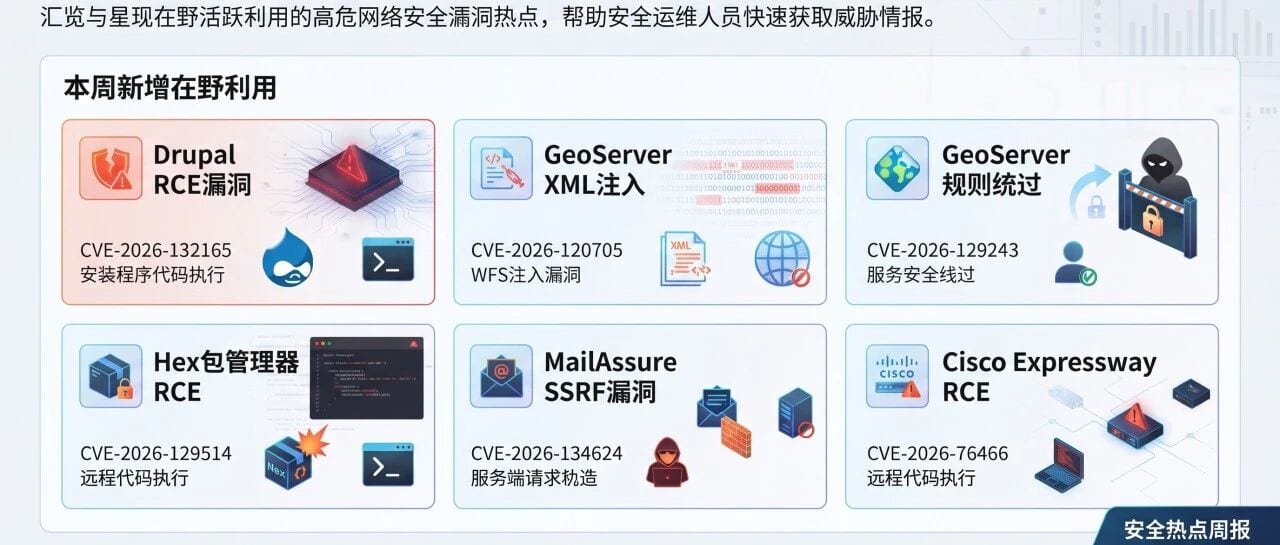 汇览与星现在野活跃利用的高危网络安全漏洞热点，帮助安全运维人员快速获取威胁情报。
本周新增在野利用
Drupal
RCE漏洞
CVE-2026-132165
安装程序代码执行
GeoServer
XML注入
CVE-2026-120705
WFS注入漏洞
XML
GeoServer
规则统过
CVE-2026-129243
服务安全线过
Hex包管理器
RCE
CVE-2026-129514
远程代码执行
Nex
MailAssure
SSRF漏洞
CVE-2026-134624
服务端请求
Cisco Expressway
RCE
CISCO
CVE-2026-76466
远程代码执行
安全热点周报